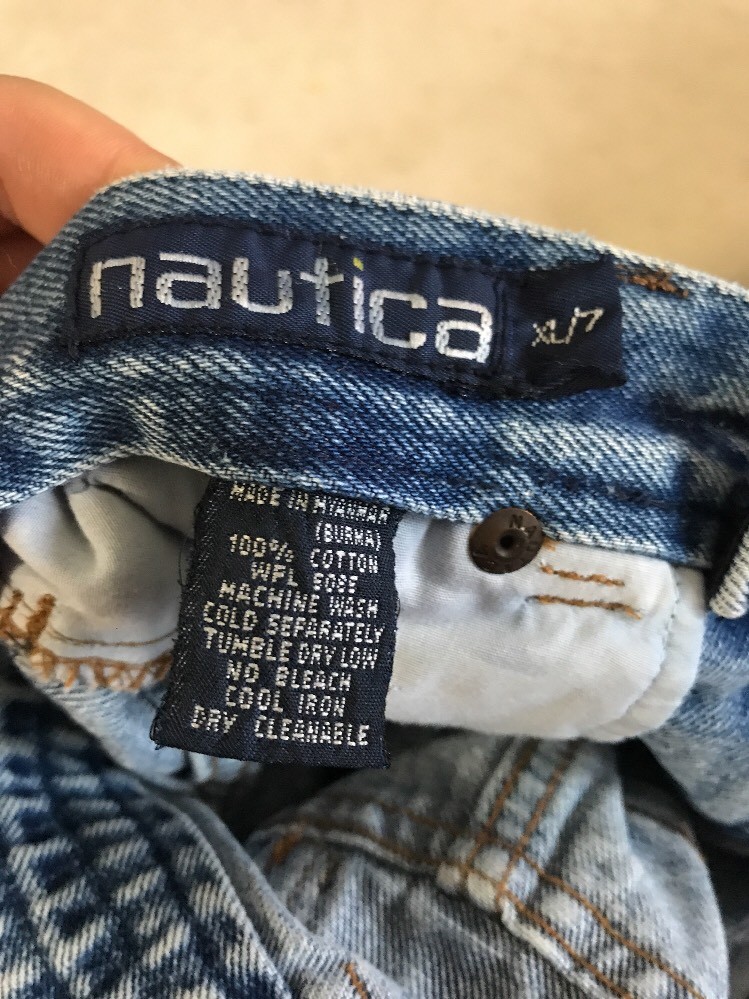 nautica
XL/7
MADE IN MYANMAR
(BURMA)
100% COTTON
WPL 6OBE
MACHINE WASH
COLD SEPARATELY
TUMBLE DRY LOW
NO BLEACH
COOL IRON
DRY CLEANABLE